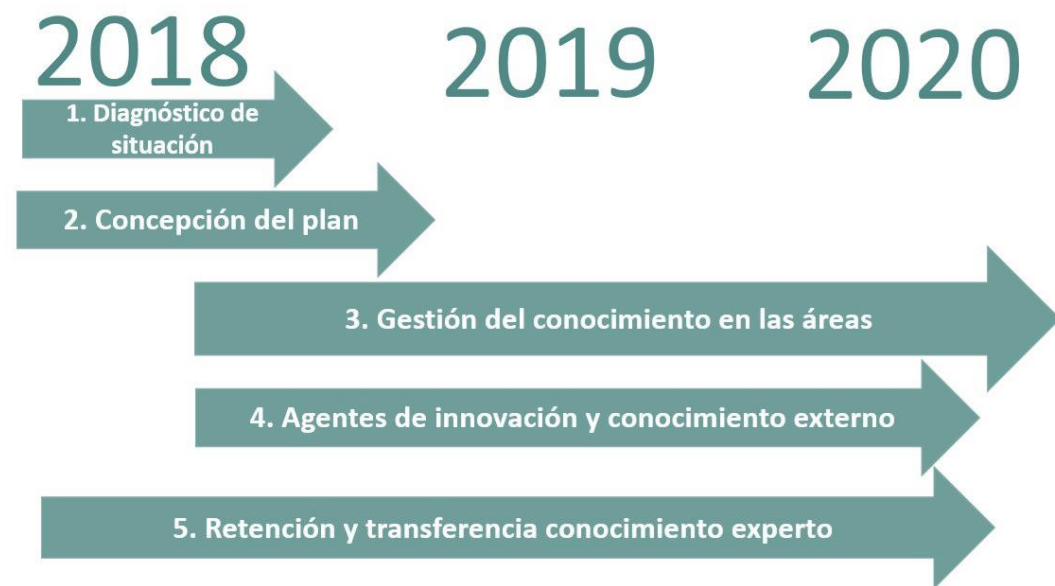 2018
2019
2020
1. Diagnóstico de
situación
2. Concepción del plan
3. Gestión del conocimiento en las áreas
4. Agentes de innovación y conocimiento externo
5. Retención y transferencia conocimiento experto